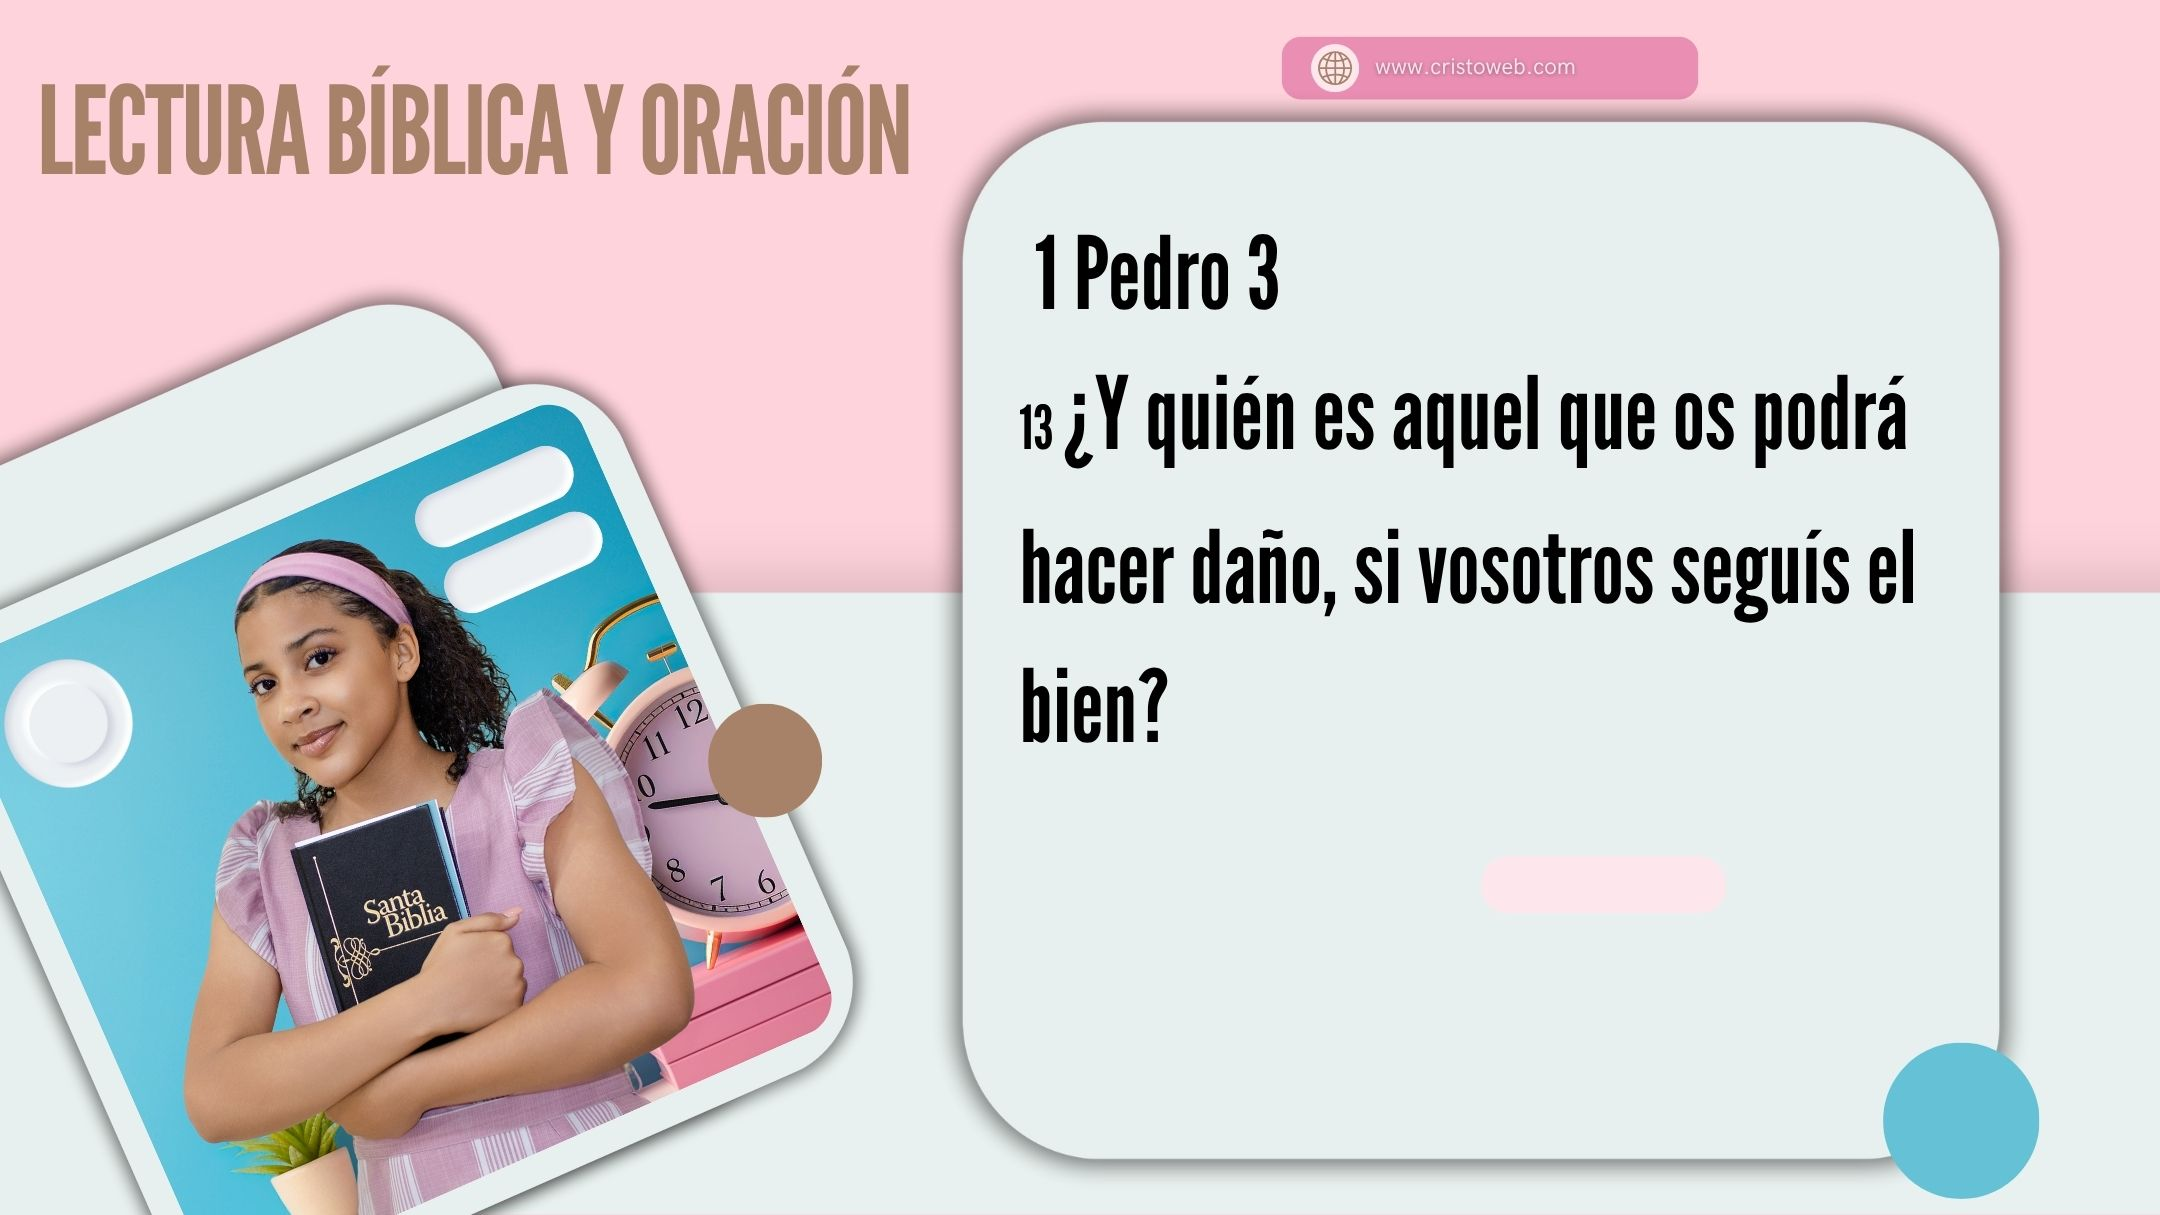 LECTURA BÍBLICA Y ORACIÓN
www.cristoweb.com
1 Pedro 3
13 ¿Y quién es aquel que os podrá
hacer daño, si vosotros seguís el
bien?
Santa
Biblia
12
11
10
8
7
6